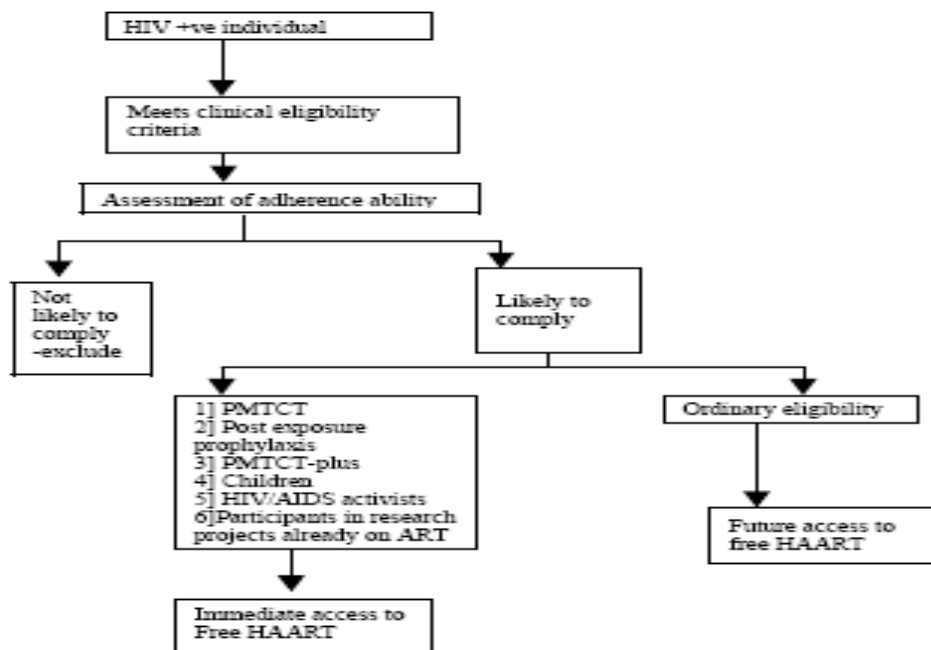 HIV +ve individual
Meets clinical eligibility
criteria
Assessment of adherence ability
Not
likely to
comply
-exclude
Likely to
comply
1] PMTCT
2] Post exposure
prophylaxis
3] PMTCT-plus
4] Children
5] HIV/AIDS activists
6]Participants in research
projects already on ART
Ordinary eligibility
Future access to
free HAART
Immediate access to
Free HAART